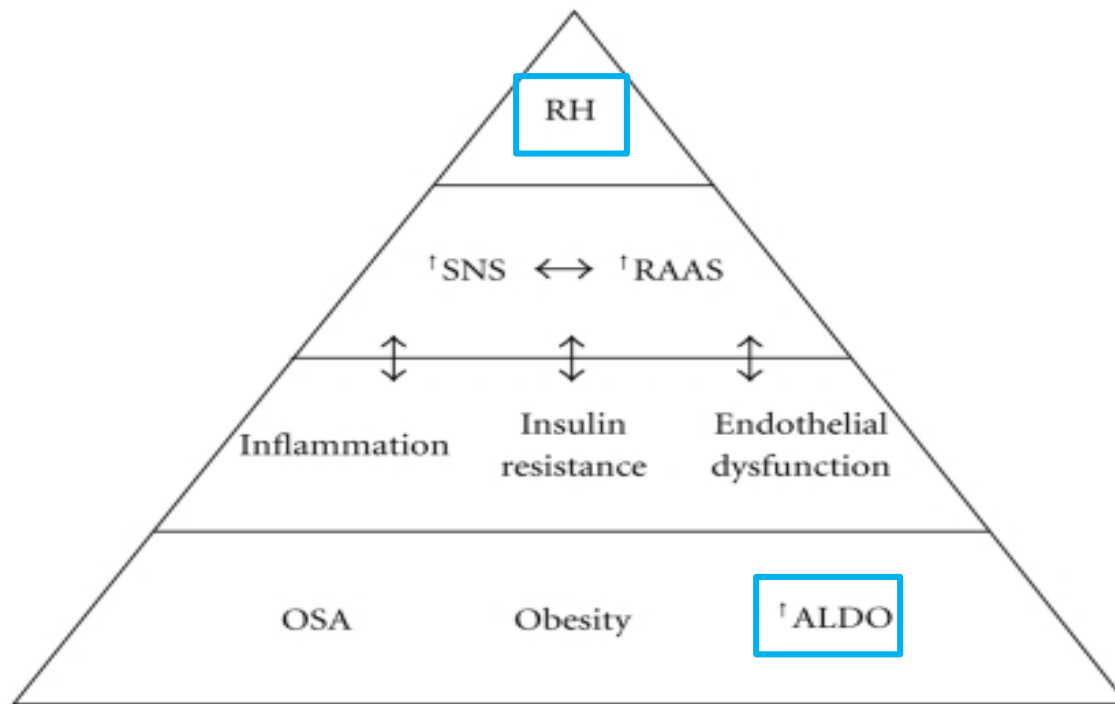 RH
↑SNS ↔ ↑RAAS
Inflammation
Insulin
resistance
Endothelial
dysfunction
OSA Obesity ↑ALDO